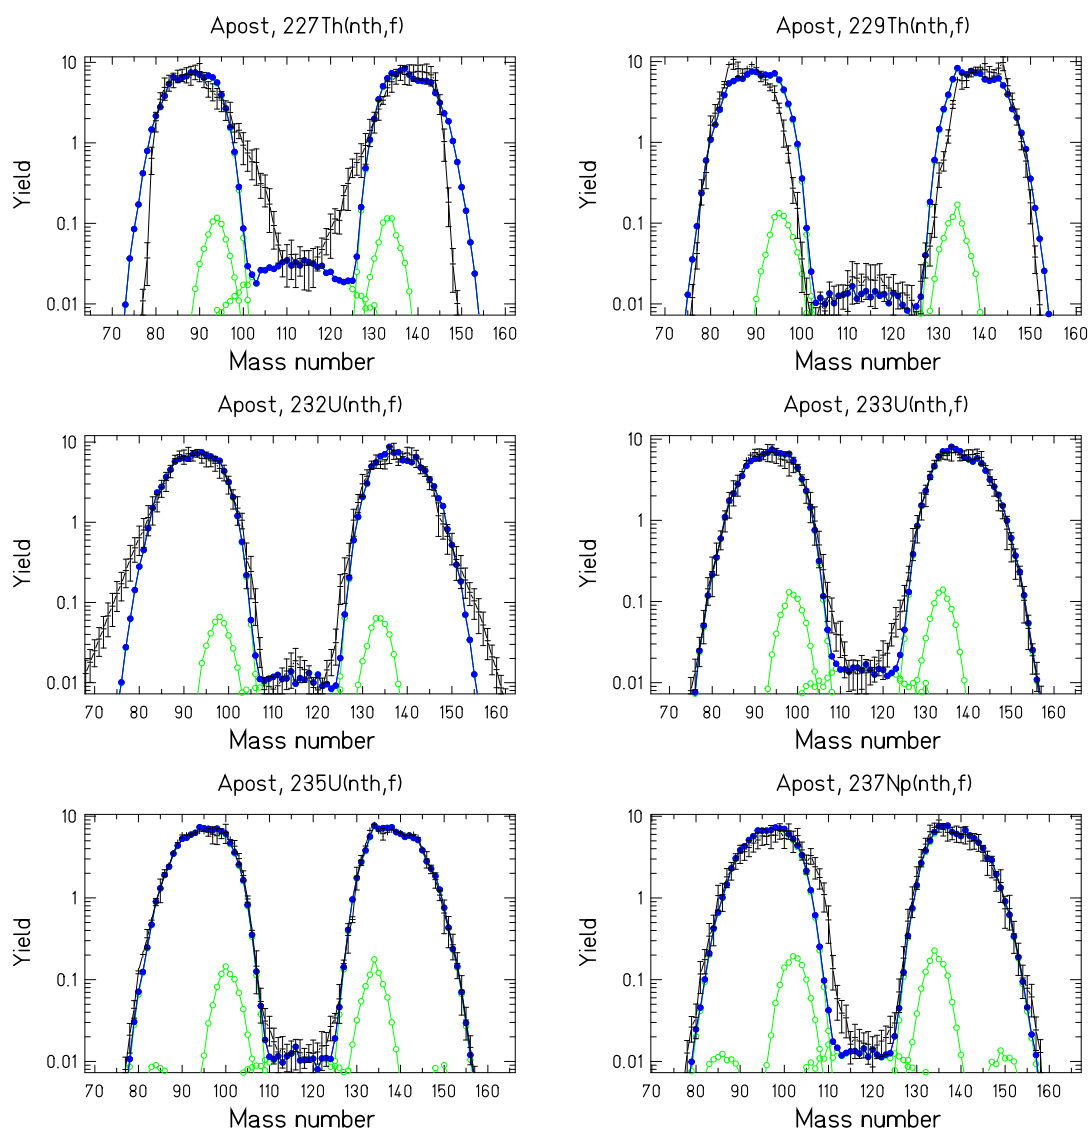 Apost, 227Th(nth,f)
Apost, 229Th(nth,f)
10
1
0.1
0.01
Yield
70 80 90 100 110 120 130 140 150 160
Mass number
10
1
0.1
0.01
Yield
70 80 90 100 110 120 130 140 150 160
Mass number
Apost, 232U(nth,f)
Apost, 233U(nth,f)
10
1
0.1
0.01
Yield
70 80 90 100 110 120 130 140 150 160
Mass number
10
1
0.1
0.01
Yield
70 80 90 100 110 120 130 140 150 160
Mass number
Apost, 235U(nth,f)
Apost, 237Np(nth,f)
10
1
0.1
0.01
Yield
70 80 90 100 110 120 130 140 150 160
Mass number
10
1
0.1
0.01
Yield
70 80 90 100 110 120 130 140 150 160
Mass number